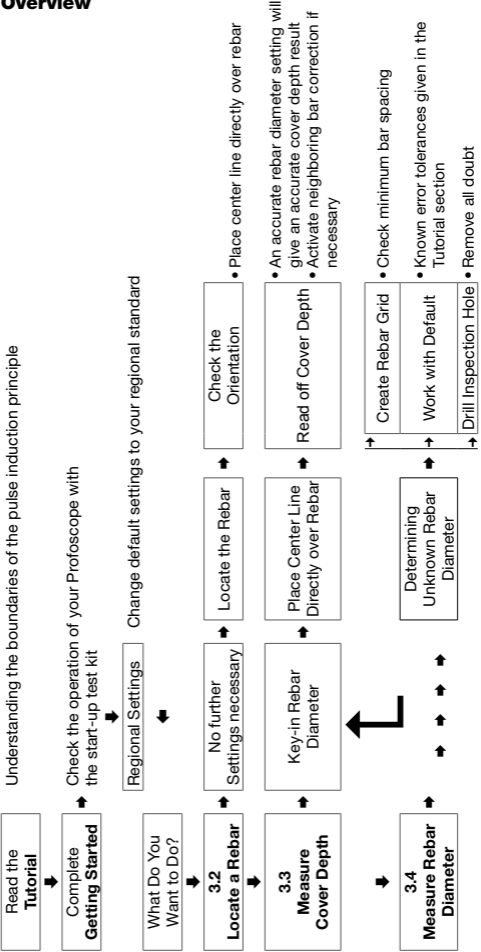 Overview
Read the
Tutorial
Understanding the boundaries of the pulse induction principle
Complete
Getting Started
Check the operation of your Profoscope with
the start-up test kit
Regional Settings
Change default settings to your regional standard
What Do You
Want to Do?
3.2
Locate a Rebar
No further
Settings necessary
Locate the Rebar
Check the
Orientation
• Place center line directly over rebar
3.3
Measure
Cover Depth
Key-in Rebar
Diameter
Place Center Line
Directly over Rebar
Read off Cover Depth
• An accurate rebar diameter setting will
give an accurate cover depth result
• Activate neighboring bar correction if
necessary
3.4
Measure Rebar
Diameter
Determining
Unknown Rebar
Diameter
Create Rebar Grid
• Check minimum bar spacing
Work with Default
• Known error tolerances given in the
Tutorial section
Drill Inspection Hole
• Remove all doubt